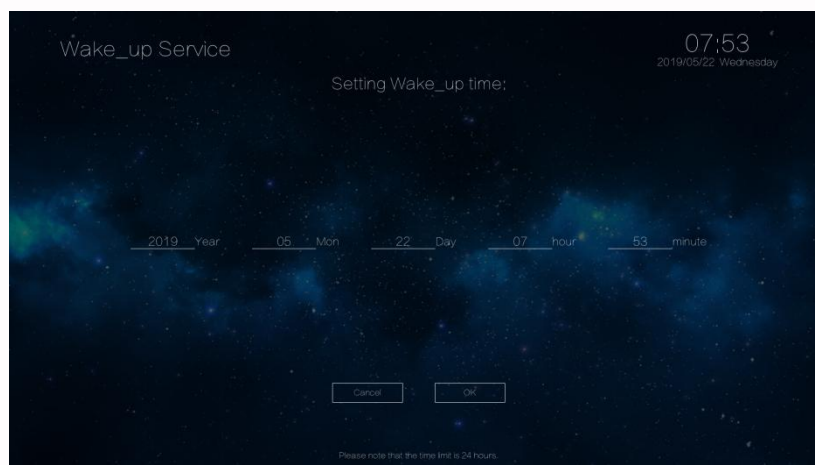 Wake_up Service
07:53
2019/05/22 Wednesday
Setting Wake_up time:
2019 Year 05 Mon 22 Day 07 hour 53 minute
Cancel OK
Please note that the time limit is 24 hours.